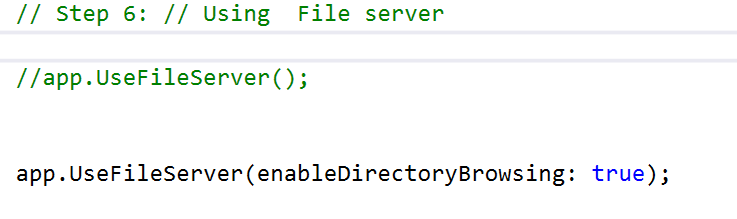 // Step 6: // Using  File server
//app.UseFileServer();
app.UseFileServer(enableDirectoryBrowsing: true);